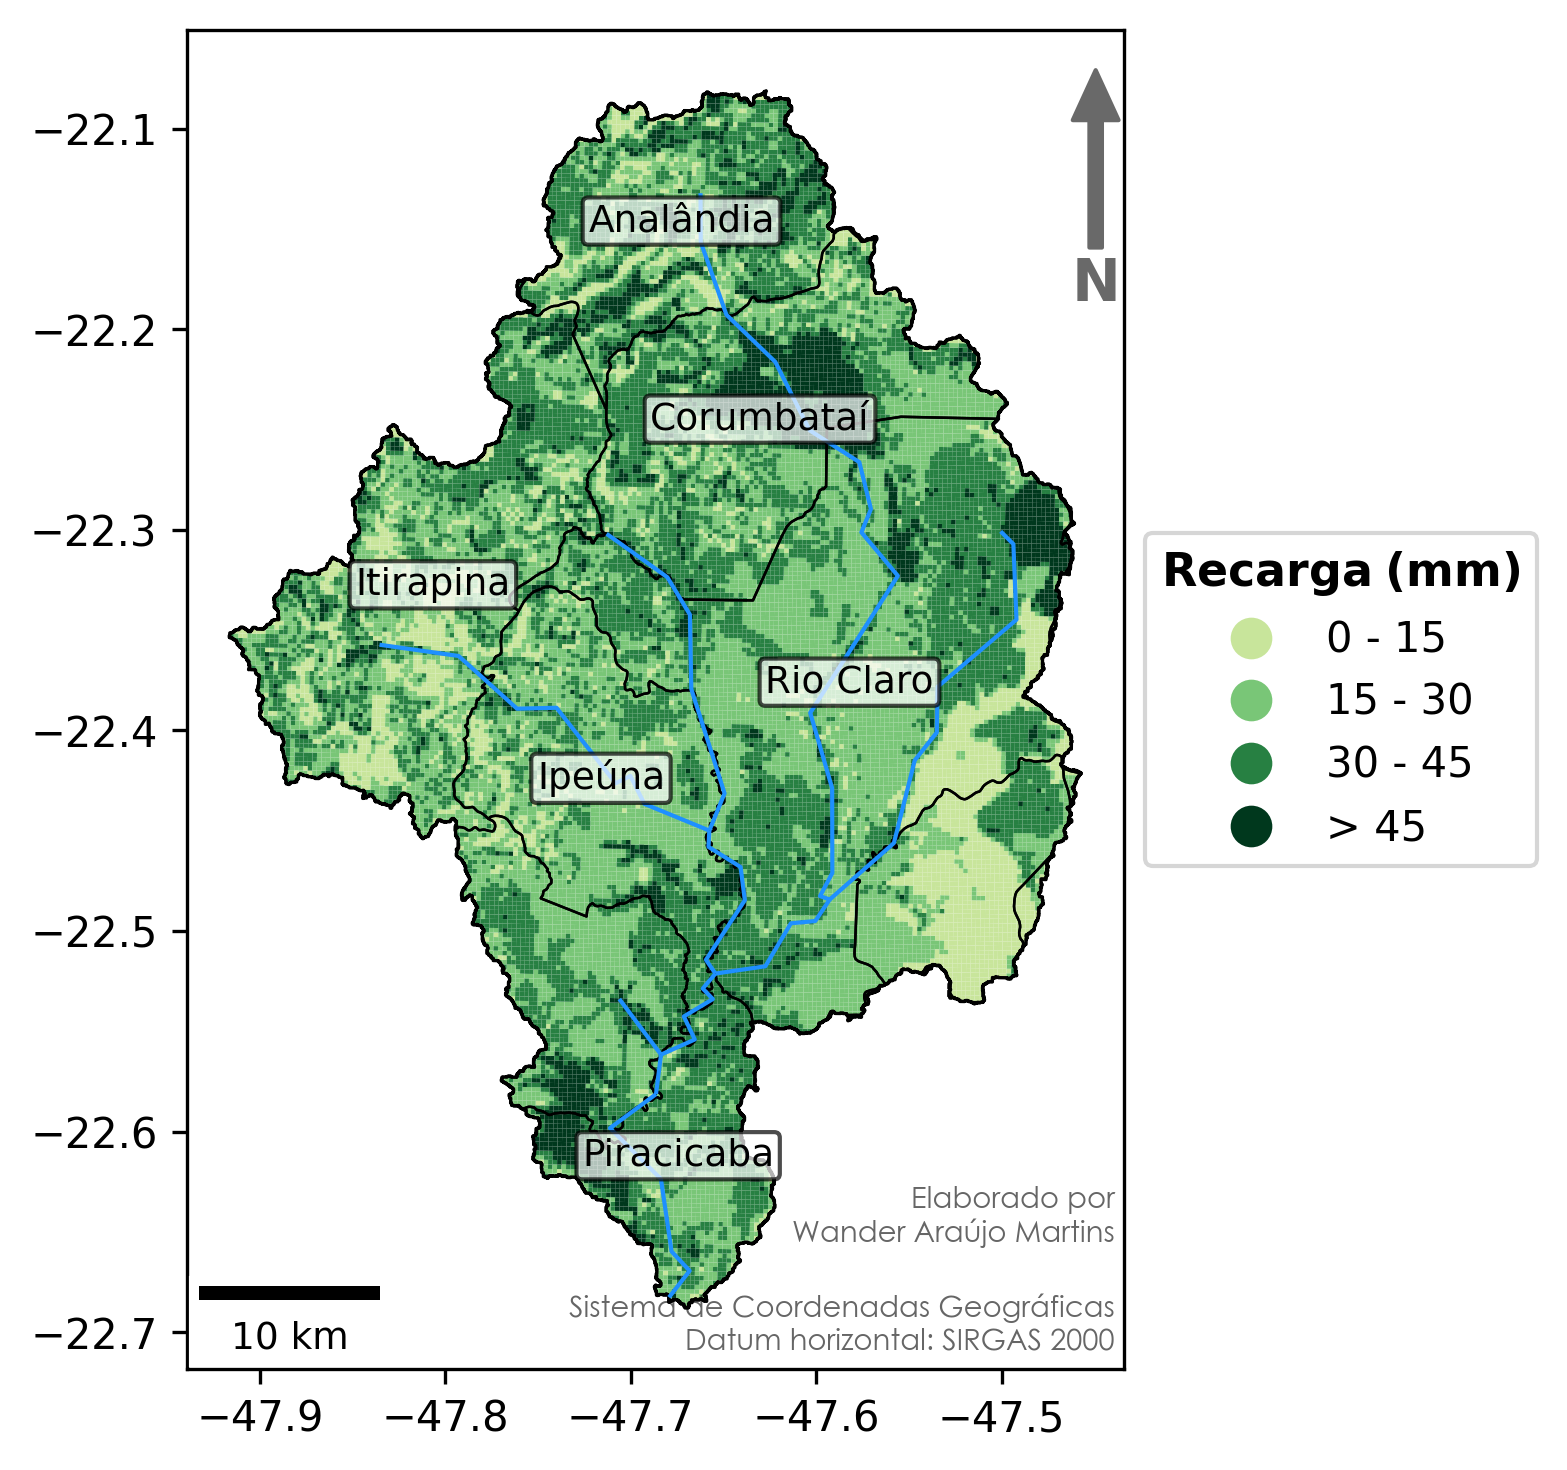 −22.1
−22.2
−22.3
−22.4
−22.5
−22.6
−22.7
−47.9
−47.8
−47.7
−47.6
−47.5
Analândia
Corumbataí
Itirapina
Rio Claro
Ipeúna
Piracicaba
N
10 km
Elaborado por
Wander Araújo Martins
Sistema de Coordenadas Geográficas
Datum horizontal: SIRGAS 2000
Recarga (mm)
0 - 15
15 - 30
30 - 45
> 45